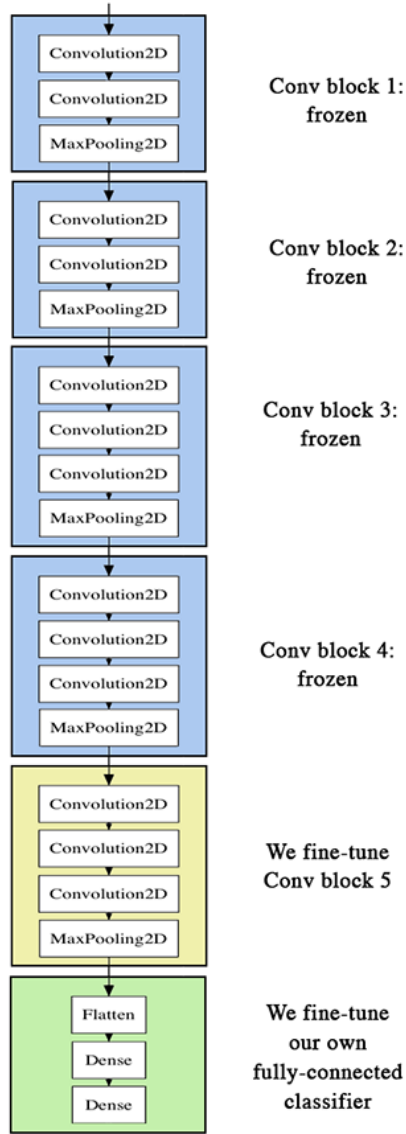 Convolution2D
Convolution2D
MaxPooling2D
Conv block 1:
frozen
Convolution2D
Convolution2D
MaxPooling2D
Conv block 2:
frozen
Convolution2D
Convolution2D
Convolution2D
MaxPooling2D
Conv block 3:
frozen
Convolution2D
Convolution2D
Convolution2D
MaxPooling2D
Conv block 4:
frozen
Convolution2D
Convolution2D
Convolution2D
MaxPooling2D
We fine-tune
Conv block 5
Flatten
Dense
Dense
We fine-tune
our own
fully-connected
classifier